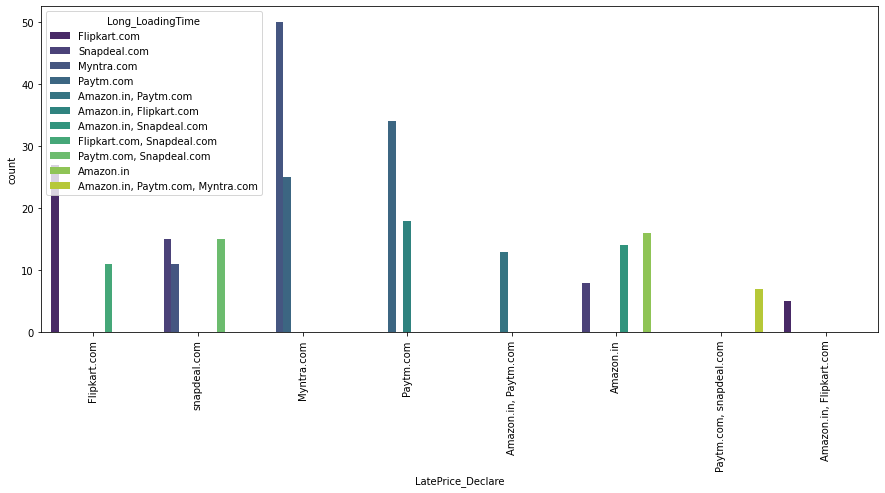 Long_LoadingTime
Flipkart.com
Snapdeal.com
Myntra.com
Paytm.com
Amazon.in, Paytm.com
Amazon.in, Flipkart.com
Amazon.in, Snapdeal.com
Flipkart.com, Snapdeal.com
Paytm.com, Snapdeal.com
Amazon.in
Amazon.in, Paytm.com, Myntra.com
count
50
40
30
20
10
0
Flipkart.com
snapdeal.com
Myntra.com
Paytm.com
Amazon.in, Paytm.com
Amazon.in
Paytm.com, snapdeal.com
Amazon.in, Flipkart.com
LatePrice_Declare